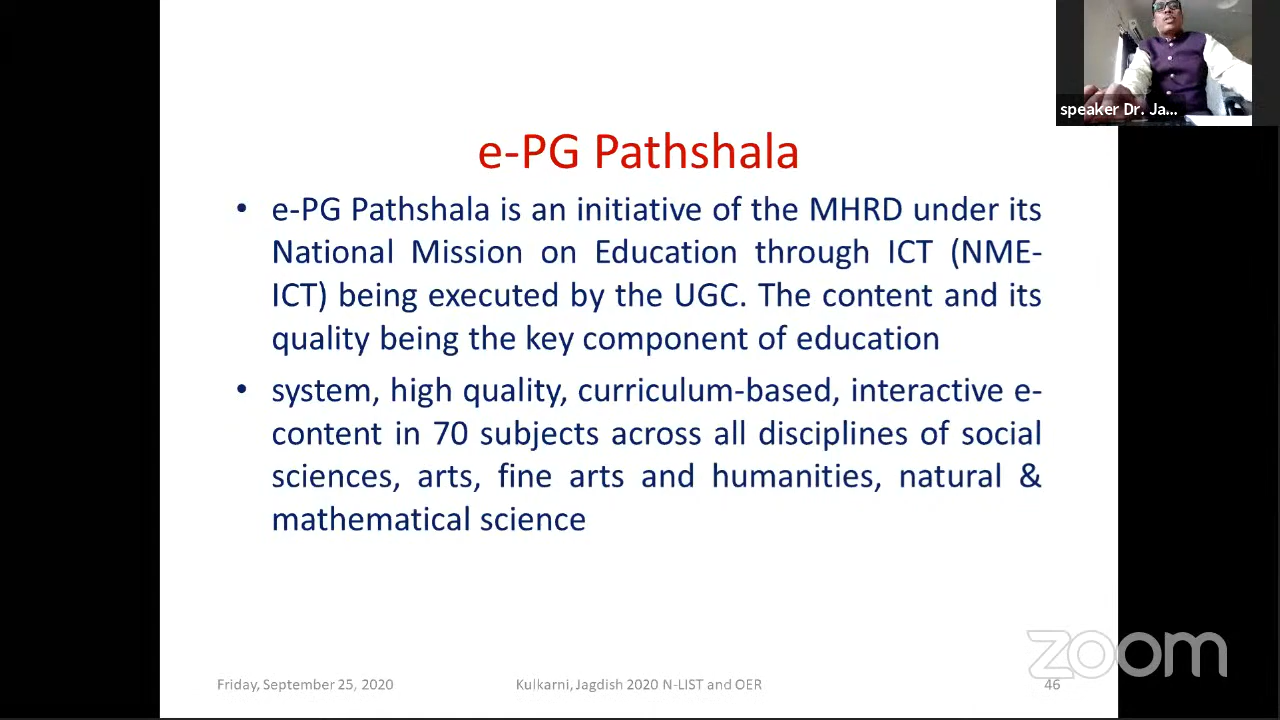 speaker Dr. Ja...
e-PG Pathshala
• e-PG Pathshala is an initiative of the MHRD under its
National Mission on Education through ICT (NME-
ICT) being executed by the UGC. The content and its
quality being the key component of education
• system, high quality, curriculum-based, interactive e-
content in 70 subjects across all disciplines of social
sciences, arts, fine arts and humanities, natural &
mathematical science
zoom
Friday, September 25, 2020 Kulkarni, Jagdish 2020 N-LIST and OER 46